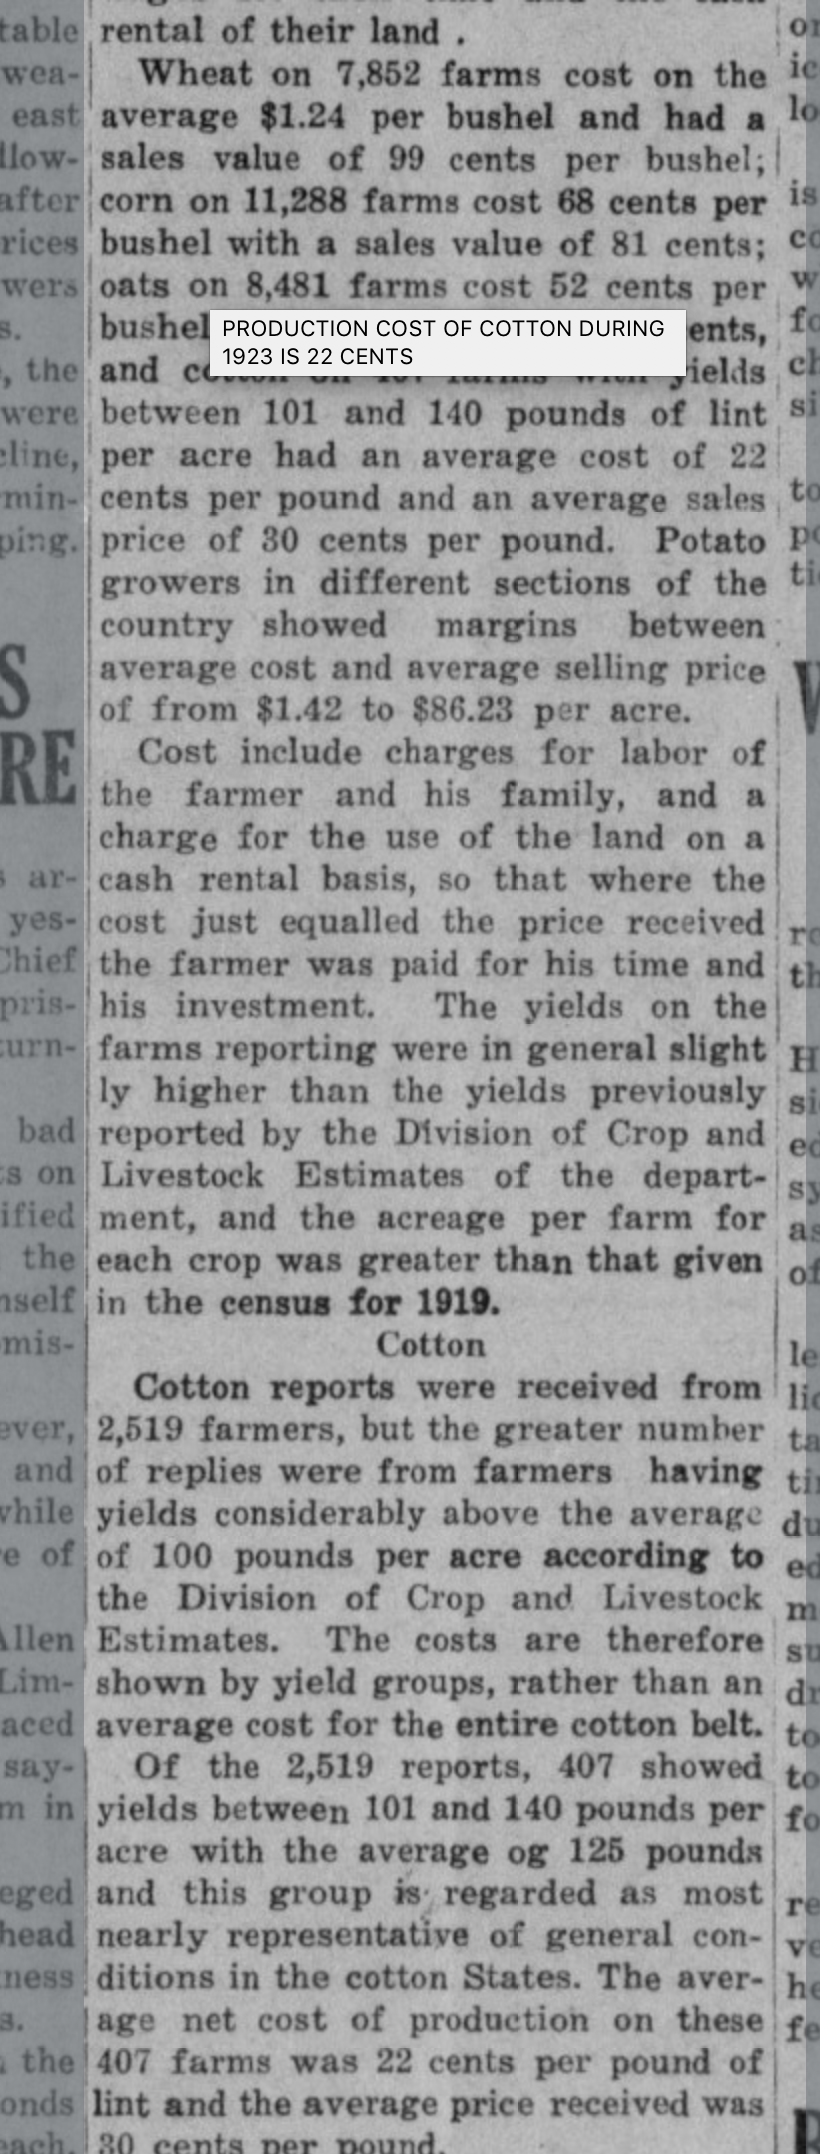 rental of their land .
Wheat on 7,852 farms cost on the
average $1.24 per bushel and had a
sales value of 99 cents per bushel;
corn on 11,288 farms cost 68 cents per
bushel with a sales value of 81 cents;
oats on 8,481 farms cost 52 cents per
bushel
PRODUCTION COST OF COTTON DURING
1923 IS 22 CENTS
ents,
and cotton on 407 farms with yields
between 101 and 140 pounds of lint
per acre had an average cost of 22
cents per pound and an average sales
price of 30 cents per pound. Potato
growers in different sections of the
country showed margins between
average cost and average selling price
of from $1.42 to $86.23 per acre.
Cost include charges for labor of
the farmer and his family, and a
charge for the use of the land on a
cash rental basis, so that where the
cost just equalled the price received
the farmer was paid for his time and
his investment. The yields on the
farms reporting were in general slight
ly higher than the yields previously
reported by the Division of Crop and
Livestock Estimates of the depart-
ment, and the acreage per farm for
each crop was greater than that given
in the census for 1919.
Cotton
Cotton reports were received from
2,519 farmers, but the greater number
of replies were from farmers having
yields considerably above the average
of 100 pounds per acre according to
the Division of Crop and Livestock
Estimates. The costs are therefore
shown by yield groups, rather than an
average cost for the entire cotton belt.
Of the 2,519 reports, 407 showed
yields between 101 and 140 pounds per
acre with the average og 125 pounds
and this group is regarded as most
nearly representative of general con-
ditions in the cotton States. The aver-
age net cost of production on these
407 farms was 22 cents per pound of
lint and the average price received was
30 cents per pound.